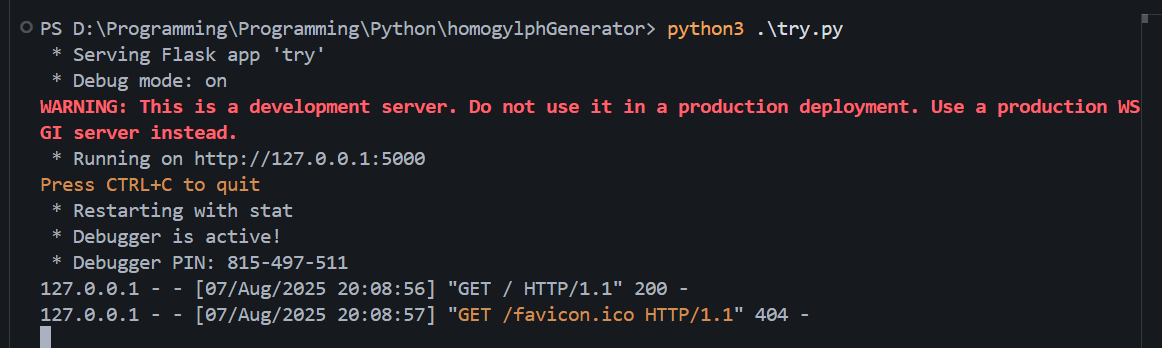 PS D:\Programming\Programming\Python\homogylphGenerator> python3 .\try.py
 * Serving Flask app 'try'
 * Debug mode: on
WARNING: This is a development server. Do not use it in a production deployment. Use a production WS
GI server instead.
 * Running on http://127.0.0.1:5000
Press CTRL+C to quit
 * Restarting with stat
 * Debugger is active!
 * Debugger PIN: 815-497-511
127.0.0.1 - - [07/Aug/2025 20:08:56] "GET / HTTP/1.1" 200 -
127.0.0.1 - - [07/Aug/2025 20:08:57] "GET /favicon.ico HTTP/1.1" 404 -